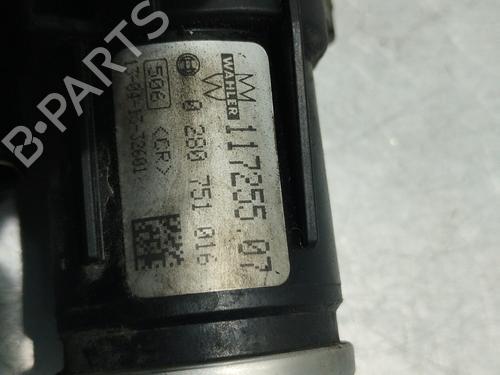 WAHLER
117255.07
0 280 751 016
506 <CR>
B-PARTS